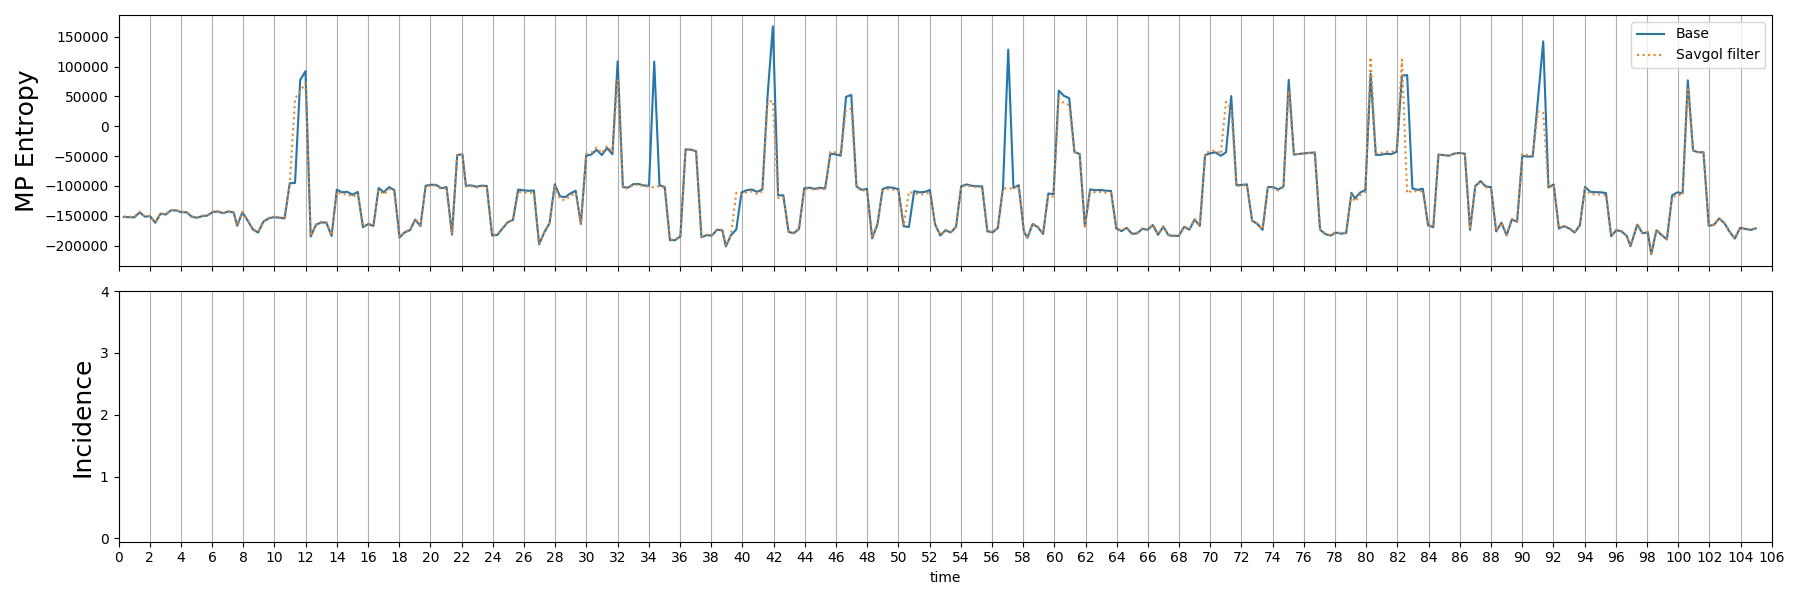 MP Entropy
150000
100000
50000
0
−50000
−100000
−150000
−200000
Base
Savgol filter
Incidence
4
3
2
1
0
0 2 4 6 8 10 12 14 16 18 20 22 24 26 28 30 32 34 36 38 40 42 44 46 48 50 52 54 56 58 60 62 64 66 68 70 72 74 76 78 80 82 84 86 88 90 92 94 96 98 100 102 104 106
time